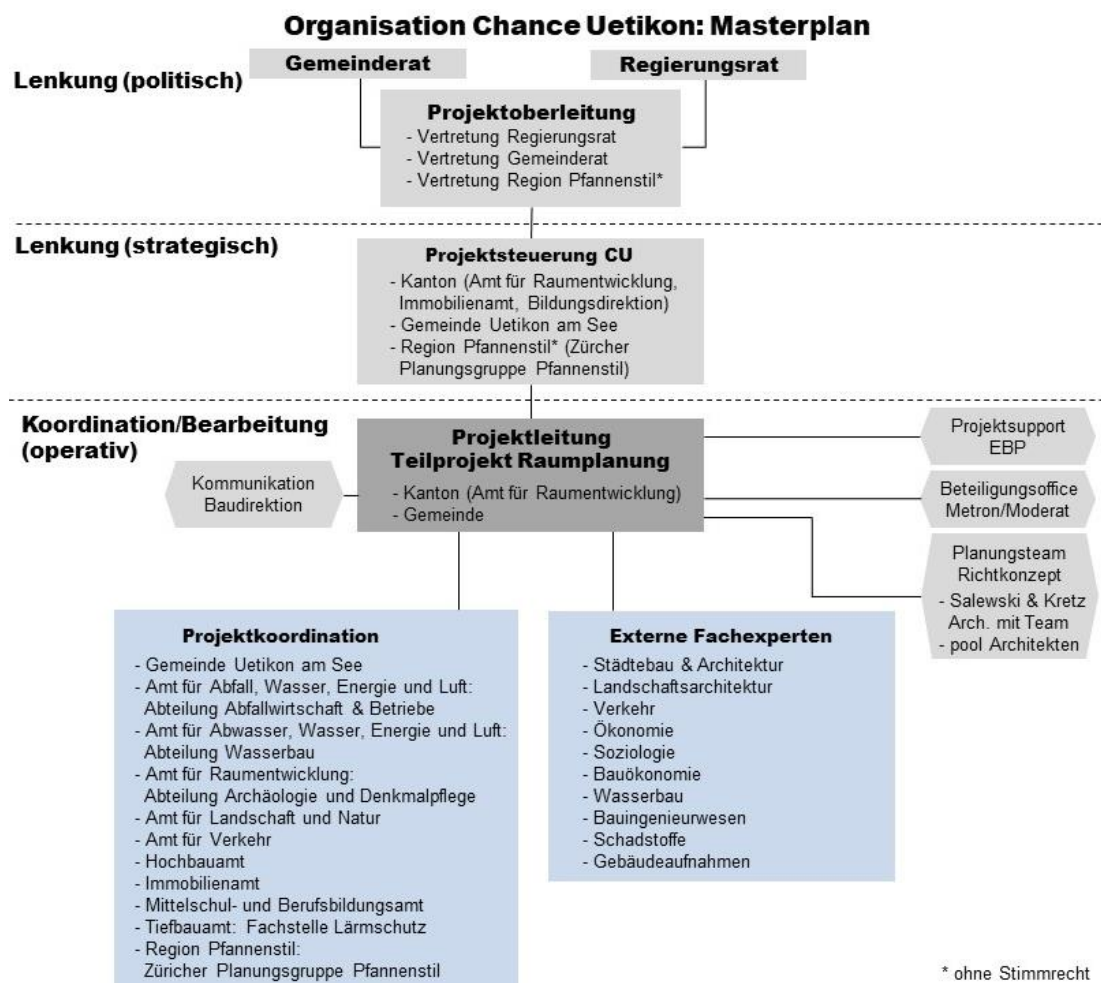 Organisation Chance Uetikon: Masterplan
Lenkung (politisch)
Gemeinderat
Regierungsrat
Projektoberleitung
- Vertretung Regierungsrat
- Vertretung Gemeinderat
- Vertretung Region Pfannenstil*
Lenkung (strategisch)
Projektsteuerung CU
- Kanton (Amt für Raumentwicklung,
Immobilienamt, Bildungsdirektion)
- Gemeinde Uetikon am See
- Region Pfannenstil* (Zürcher
Planungsgruppe Pfannenstil)
Koordination/Bearbeitung
(operativ)
Kommunikation
Baudirektion
Projektleitung
Teilprojekt Raumplanung
- Kanton (Amt für Raumentwicklung)
- Gemeinde
Projektsupport
EBP
Beteiligungsoffice
Metron/Moderat
Planungsteam
Richtkonzept
- Salewski & Kretz
Arch. mit Team
- pool Architekten
Projektkoordination
- Gemeinde Uetikon am See
- Amt für Abfall, Wasser, Energie und Luft:
Abteilung Abfallwirtschaft & Betriebe
- Amt für Abwasser, Wasser, Energie und Luft:
Abteilung Wasserbau
- Amt für Raumentwicklung:
Abteilung Archäologie und Denkmalpflege
- Amt für Landschaft und Natur
- Amt für Verkehr
- Hochbauamt
- Immobilienamt
- Mittelschul- und Berufsbildungsamt
- Tiefbauamt: Fachstelle Lärmschutz
- Region Pfannenstil:
Züricher Planungsgruppe Pfannenstil
Externe Fachexperten
- Städtebau & Architektur
- Landschaftsarchitektur
- Verkehr
- Ökonomie
- Soziologie
- Bauökonomie
- Wasserbau
- Bauingenieurwesen
- Schadstoffe
- Gebäudeaufnahmen
* ohne Stimmrecht